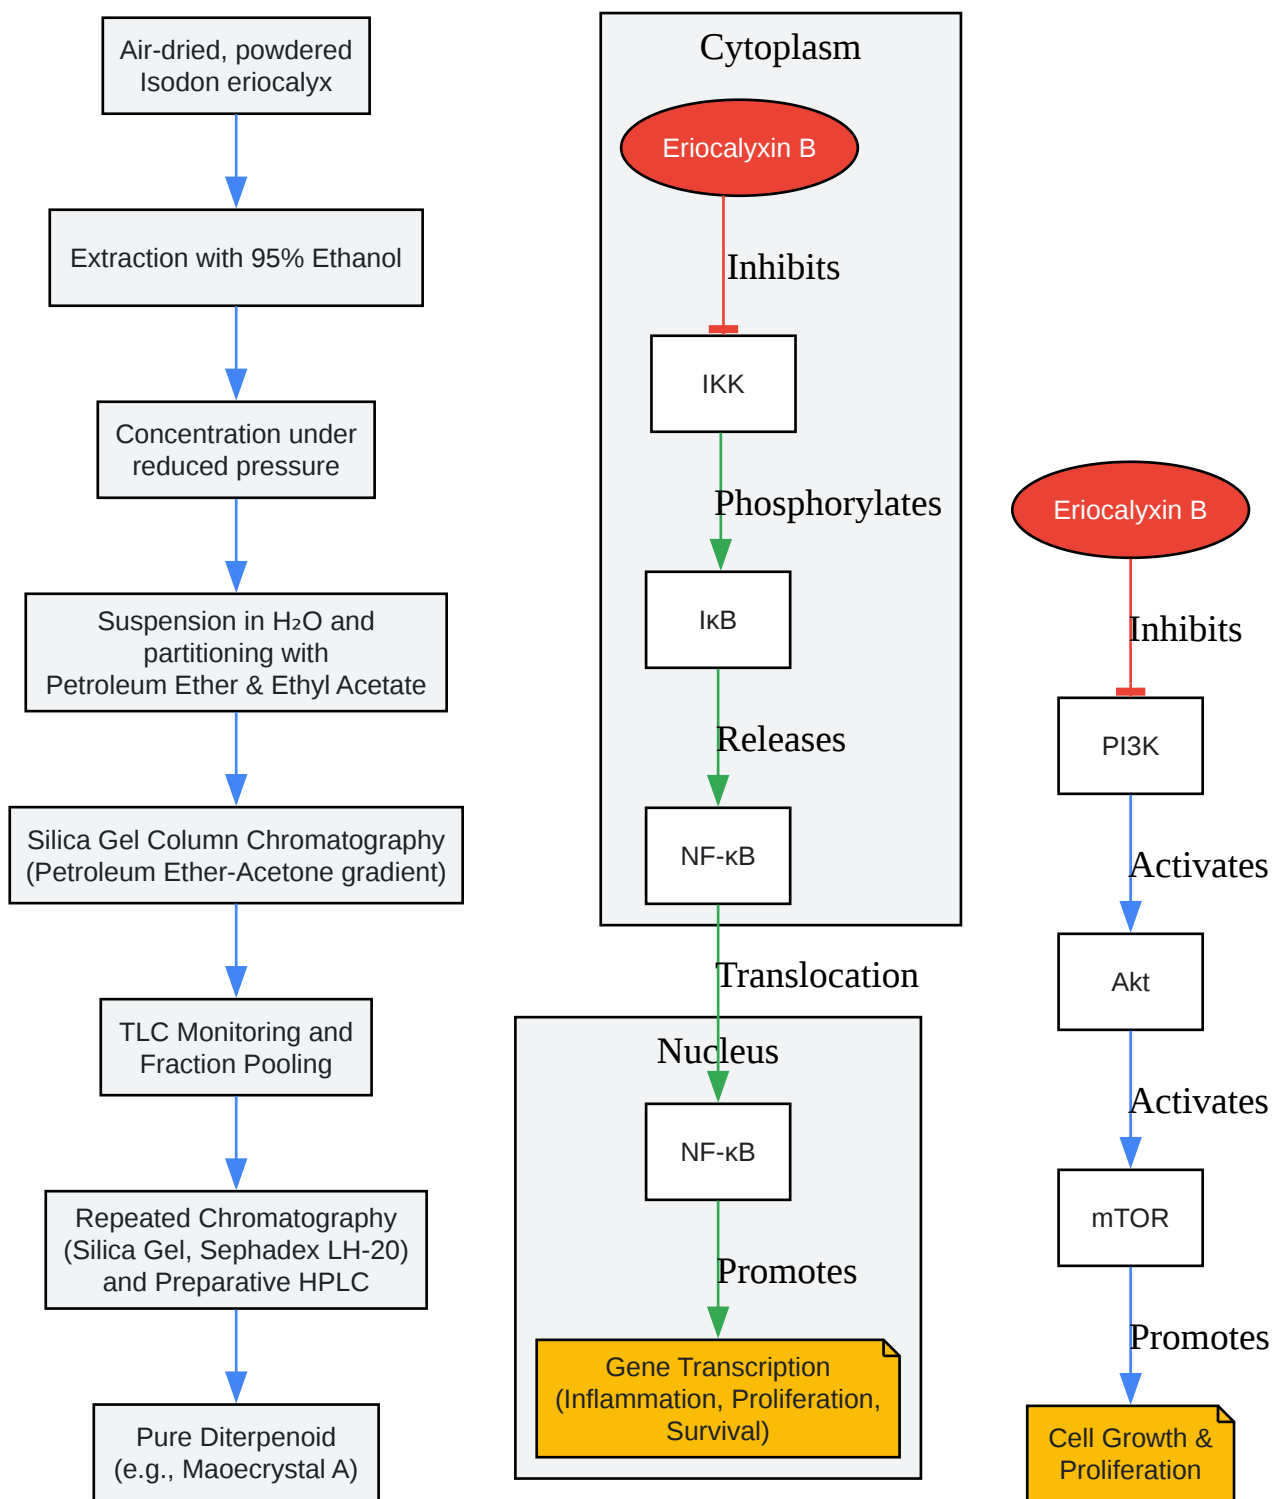 Air-dried, powdered
Isodon eriocalyx
Extraction with 95% Ethanol
Concentration under
reduced pressure
Suspension in H₂O and
partitioning with
Petroleum Ether & Ethyl Acetate
Silica Gel Column Chromatography
(Petroleum Ether-Acetone gradient)
TLC Monitoring and
Fraction Pooling
Repeated Chromatography
(Silica Gel, Sephadex LH-20)
and Preparative HPLC
Pure Diterpenoid
(e.g., Maoecrystal A)
Cytoplasm
Eriocalyxin B
Inhibits
IKK
Phosphorylates
IκB
Releases
NF-κB
Translocation
Nucleus
NF-κB
Promotes
Gene Transcription
(Inflammation, Proliferation,
Survival)
Eriocalyxin B
Inhibits
PI3K
Activates
Akt
Activates
mTOR
Promotes
Cell Growth &
Proliferation